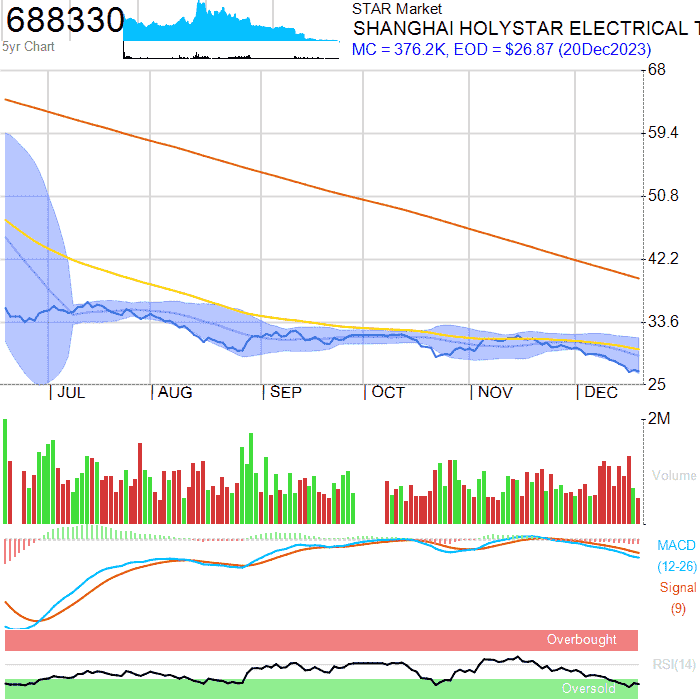 688330
5yr Chart
STAR Market
SHANGHAI HOLYSTAR ELECTRICAL T
MC = 376.2K, EOD = $26.87 (20Dec2023)
68
59.4
50.8
42.2
33.6
25
JUL
AUG
SEP
OCT
NOV
DEC
2M
Volume
MACD
(12-26)
Signal
(9)
Overbought
RSI(14)
Oversold